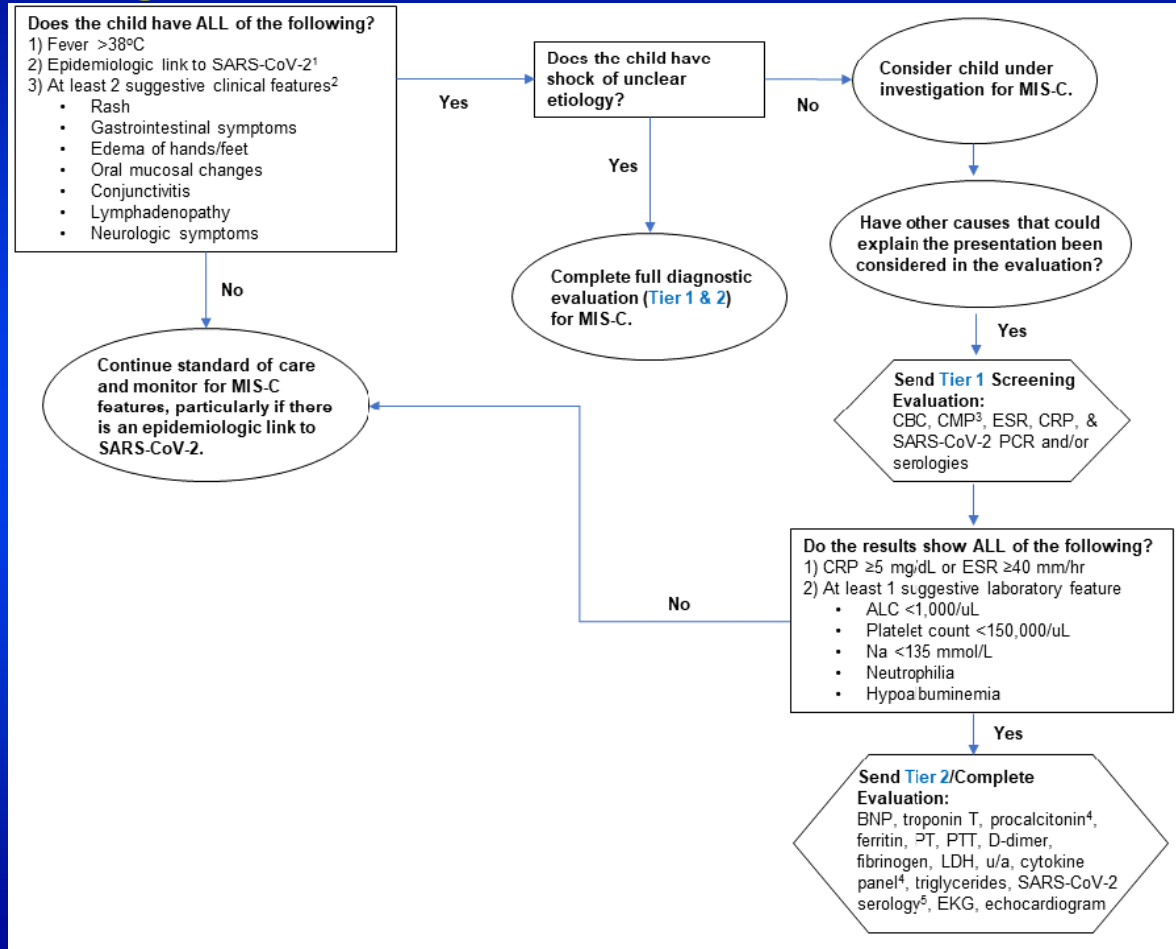 Does the child have ALL of the following?
1) Fever >38ºC
2) Epidemiologic link to SARS-CoV-2¹
3) At least 2 suggestive clinical features²
• Rash
• Gastrointestinal symptoms
• Edema of hands/feet
• Oral mucosal changes
• Conjunctivitis
• Lymphadenopathy
• Neurologic symptoms
Yes
Does the child have
shock of unclear
etiology?
No
Consider child under
investigation for MIS-C.
Yes
Have other causes that could
explain the presentation been
considered in the evaluation?
No
Complete full diagnostic
evaluation (Tier 1 & 2)
for MIS-C.
Yes
Continue standard of care
and monitor for MIS-C
features, particularly if there
is an epidemiologic link to
SARS-CoV-2.
Send Tier 1 Screening
Evaluation:
CBC, CMP³, ESR, CRP, &
SARS-CoV-2 PCR and/or
serologies
Do the results show ALL of the following?
1) CRP ≥5 mg/dL or ESR ≥40 mm/hr
2) At least 1 suggestive laboratory feature
• ALC <1,000/uL
• Platelet count <150,000/uL
• Na <135 mmol/L
• Neutrophilia
• Hypoalbuminemia
No
Yes
Send Tier 2/Complete
Evaluation:
BNP, troponin T, procalcitonin⁴,
ferritin, PT, PTT, D-dimer,
fibrinogen, LDH, u/a, cytokine
panel⁴, triglycerides, SARS-CoV-2
serology⁵, EKG, echocardiogram